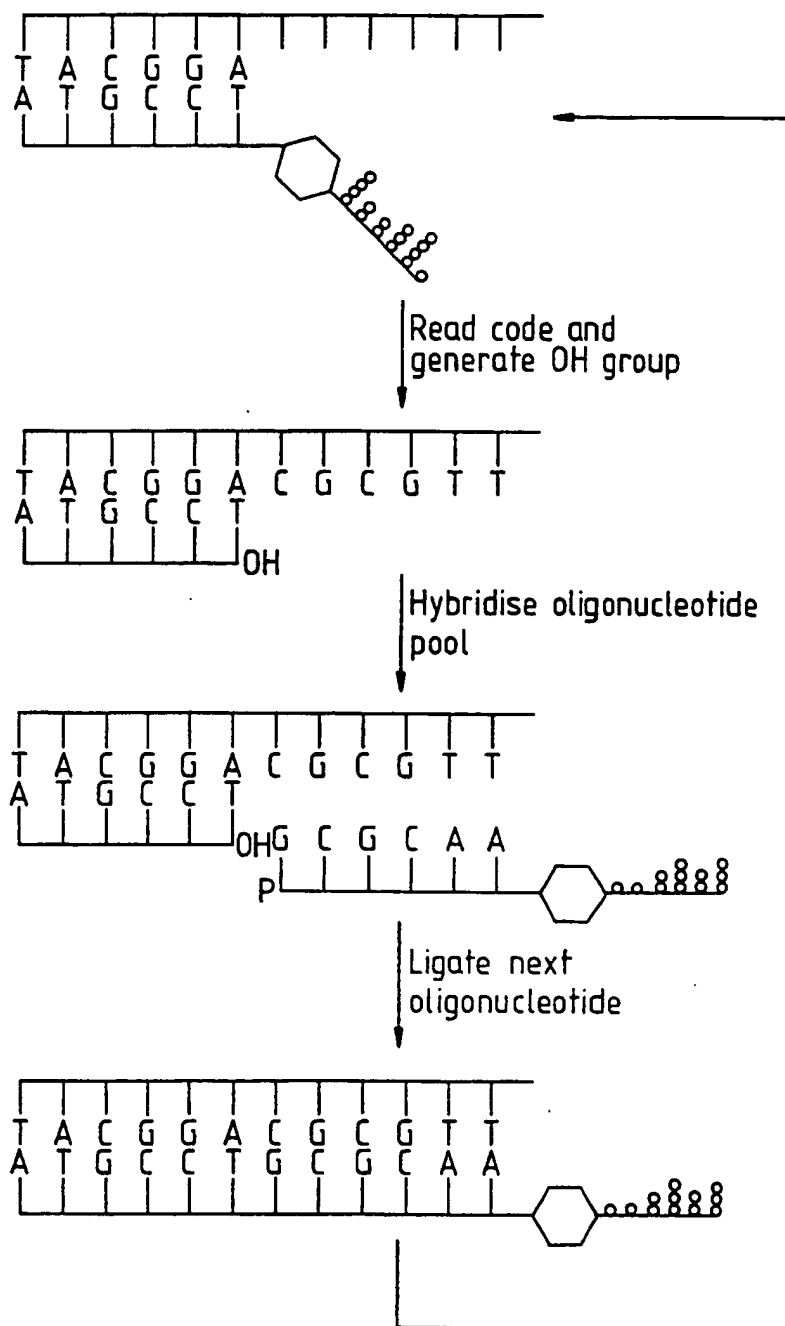 T A C G G A
A T G C C T
Read code and
generate OH group
T A C G G A C G C G T T
A T G C C T
OH
Hybridise oligonucleotide
pool
T A C G G A C G C G T T
A T G C C T
OH G C G C A A
P
Ligate next
oligonucleotide
T A C G G A C G C G T T
A T G C C T G C G C A A